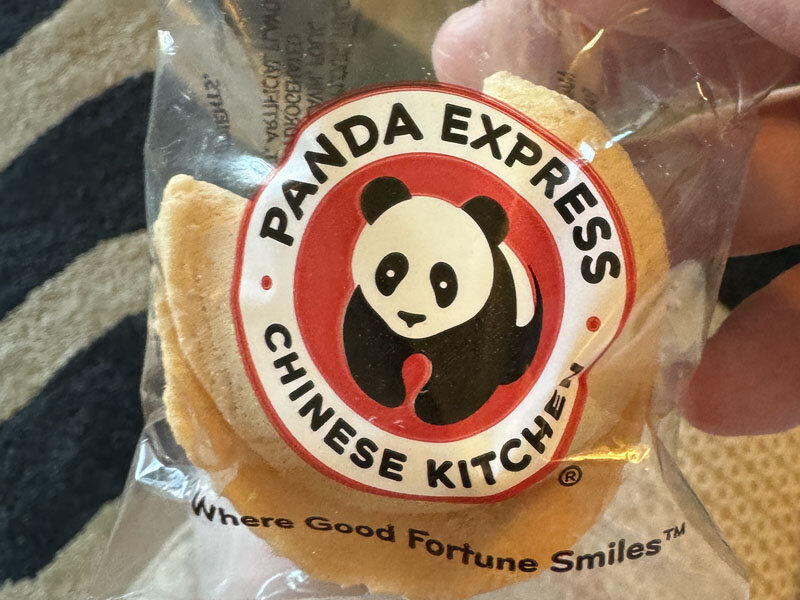 PANDA EXPRESS
CHINESE KITCHEN
®
Where Good Fortune Smiles™